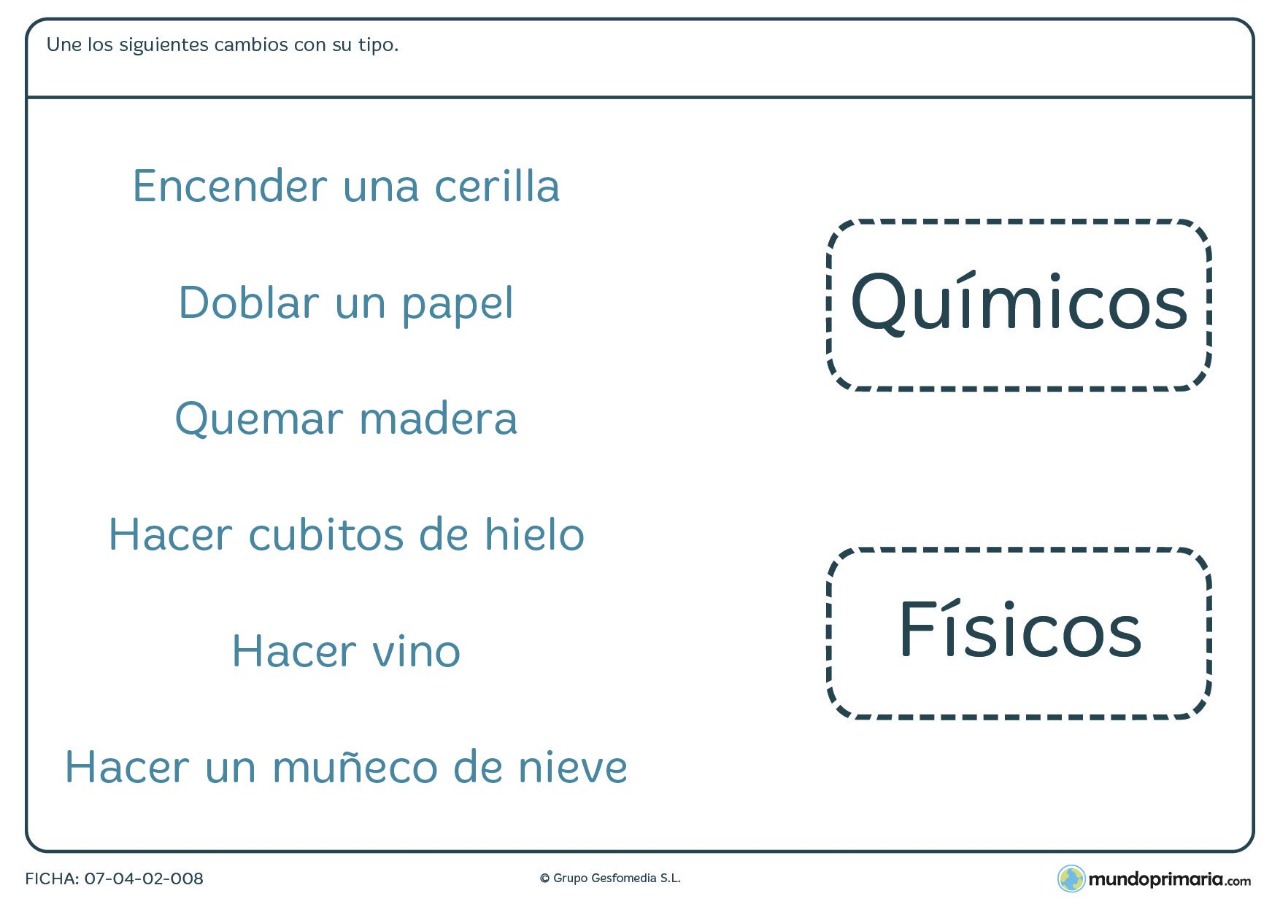 Une los siguientes cambios con su tipo.
Encender una cerilla
Doblar un papel
Quemar madera
Hacer cubitos de hielo
Hacer vino
Hacer un muñeco de nieve
Químicos
Físicos
FICHA: 07-04-02-008
© Grupo Gesfomedia S.L.
mundoprimaria.com